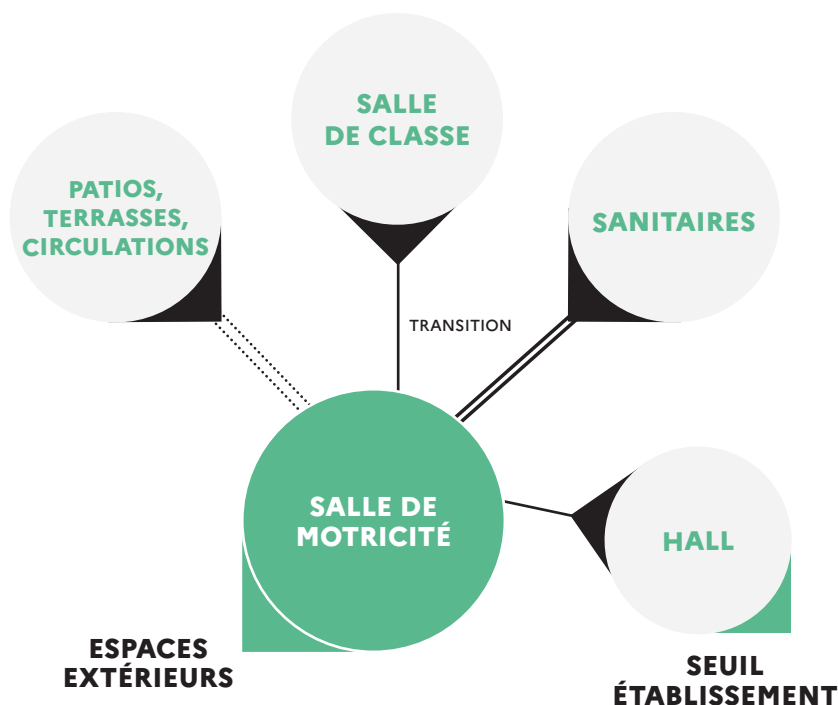 SALLE
DE CLASSE
PATIOS,
TERRASSES,
CIRCULATIONS
SANITAIRES
TRANSITION
SALLE DE
MOTRICITÉ
HALL
ESPACES
EXTÉRIEURS
SEUIL
ÉTABLISSEMENT